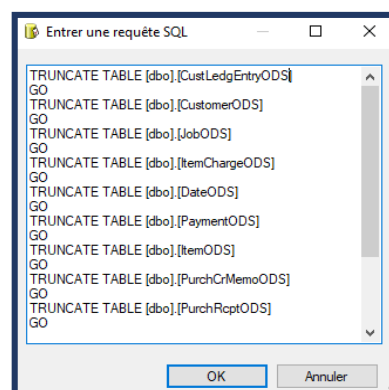 Entrer une requête SQL
TRUNCATE TABLE [dbo].[CustLedgEntryODS]
GO
TRUNCATE TABLE [dbo].[CustomerODS]
GO
TRUNCATE TABLE [dbo].[JobODS]
GO
TRUNCATE TABLE [dbo].[ItemChargeODS]
GO
TRUNCATE TABLE [dbo].[DateODS]
GO
TRUNCATE TABLE [dbo].[PaymentODS]
GO
TRUNCATE TABLE [dbo].[ItemODS]
GO
TRUNCATE TABLE [dbo].[PurchCrMemoODS]
GO
TRUNCATE TABLE [dbo].[PurchRcptODS]
GO
OK Annuler